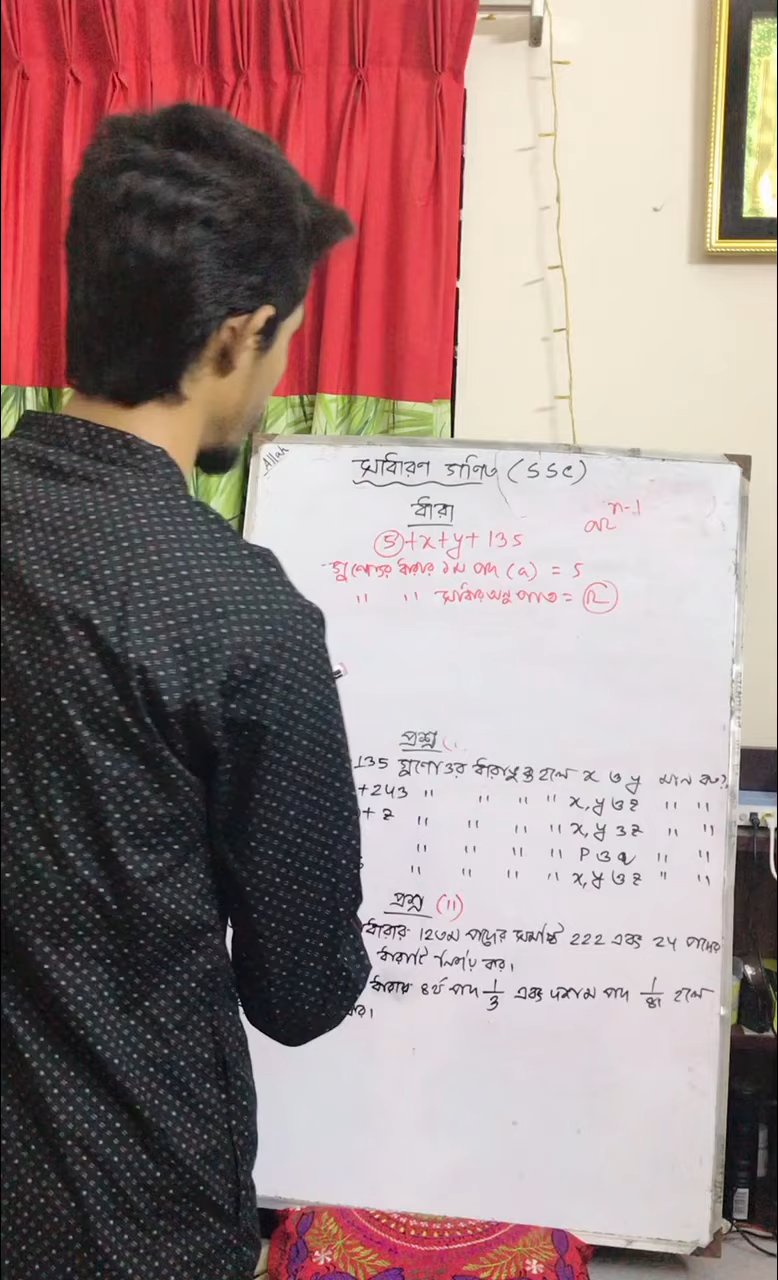 Allah
সাধারণ গণিত (SSC)
ধারা
ar^{n-1}
5+x+y+135
গুণোত্তর ধারার ১ম পদ (a) = 5
" " সাধারণ অনুপাত = r
প্রশ্ন (i
135 গুণোত্তর ধারাভুক্ত হলে x ও y মান কত?
+243 " " " " x, y ও z " "
+ z " " " " x, y ও z " "
" " " " P ও q " "
" " " " x, y ও z " "
প্রশ্ন (ii)
ধারার 12তম পদের সমষ্টি 222 এবং 24 পদের
ধারাটি নির্ণয় কর।
ধারার ৪র্থ পদ 1/3 এবং দশম পদ 1/81 হলে
কর।